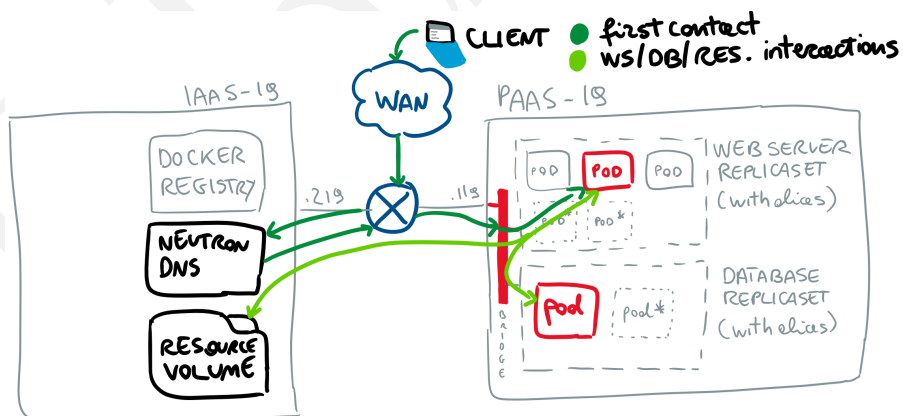 CLIENT
first contact
WS/DB/RES. interactions
WAN
IAAS-19
PAAS-19
DOCKER
REGISTRY
.219
.119
NEUTRON
DNS
RESOURCE
VOLUME
POD
POD
POD
POD*
POD*
WEB SERVER
REPLICASET
(with alias)
BRIDGE
pod
pod*
DATABASE
REPLICASET
(with alias)